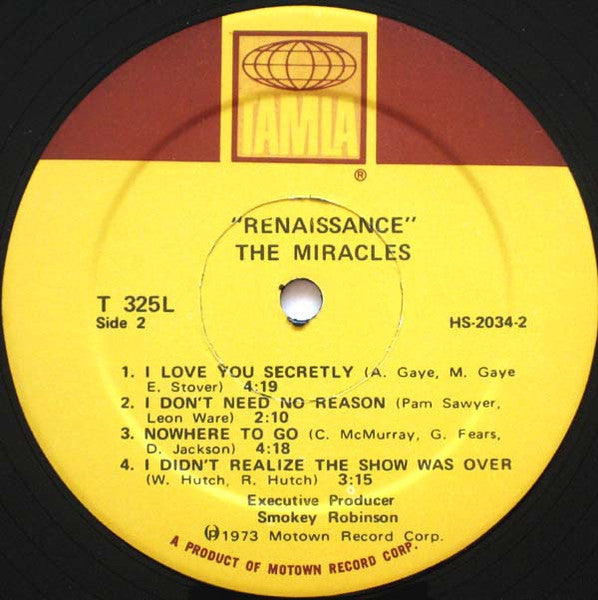 TAMLA
®
"RENAISSANCE"
THE MIRACLES
T 325L
Side 2
HS-2034-2
1. I LOVE YOU SECRETLY (A. Gaye, M. Gaye
E. Stover) 4:19
2. I DON'T NEED NO REASON (Pam Sawyer,
Leon Ware) 2:10
3. NOWHERE TO GO (C. McMurray, G. Fears,
D. Jackson) 4:18
4. I DIDN'T REALIZE THE SHOW WAS OVER
(W. Hutch, R. Hutch) 3:15
Executive Producer
Smokey Robinson
℗1973 Motown Record Corp.
A PRODUCT OF MOTOWN RECORD CORP.